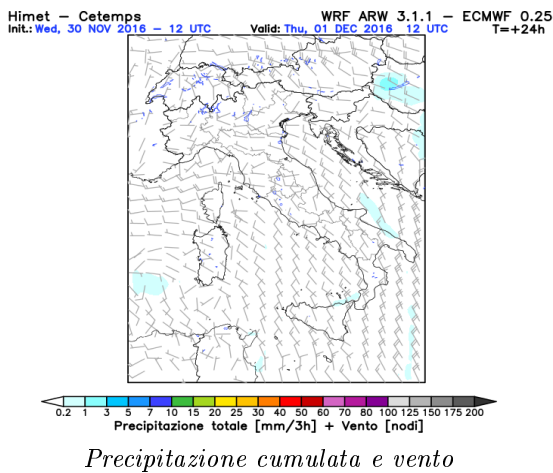 Himet – Cetemps WRF ARW 3.1.1 – ECMWF 0.25
Init.: Wed, 30 NOV 2016 – 12 UTC Valid: Thu, 01 DEC 2016 12 UTC T=+24h
0.2 1 3 5 7 10 15 20 25 30 40 50 60 70 80 100 125 150 175 200
Precipitazione totale [mm/3h] + Vento [nodi]
Precipitazione cumulata e vento